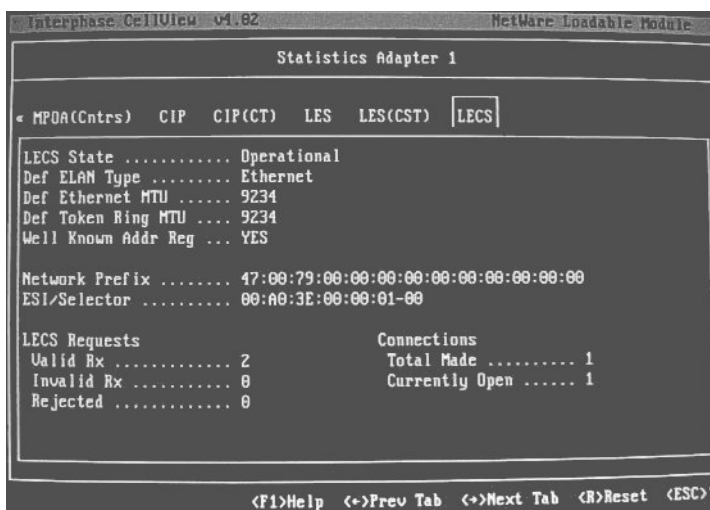 Interphase CellView v4.02 NetWare Loadable Module
Statistics Adapter 1
« MPOA(Cntrs) CIP CIP(CT) LES LES(CST) LECS
LECS State ............ Operational
Def ELAN Type ......... Ethernet
Def Ethernet MTU ...... 9234
Def Token Ring MTU .... 9234
Well Known Addr Reg ... YES
Network Prefix ........ 47:00:79:00:00:00:00:00:00:00:00:00:00
ESI/Selector .......... 00:A0:3E:00:00:01-00
LECS Requests Connections
Valid Rx ............. 2 Total Made .......... 1
Invalid Rx ........... 0 Currently Open ...... 1
Rejected ............. 0
<F1>Help <←>Prev Tab <→>Next Tab <R>Reset <ESC>